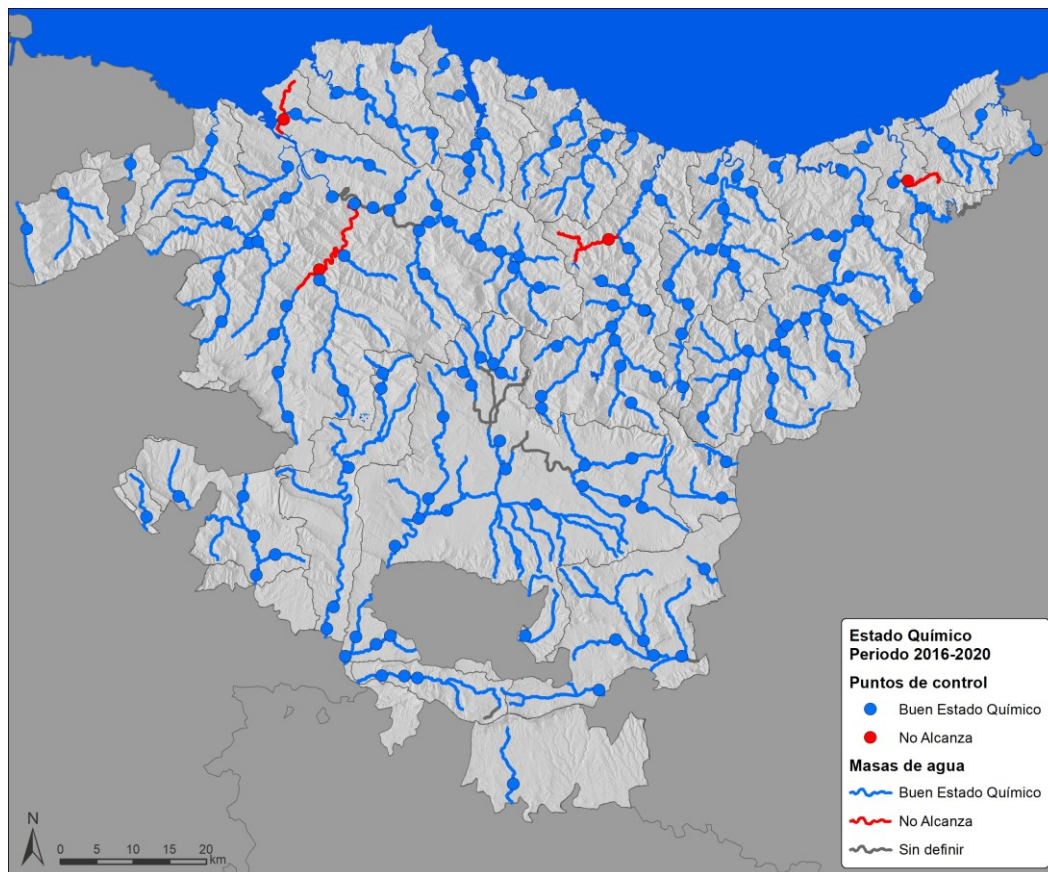 Estado Químico
Periodo 2016-2020
Puntos de control
Buen Estado Químico
No Alcanza
Masas de agua
Buen Estado Químico
No Alcanza
Sin definir
N
0 5 10 15 20
km